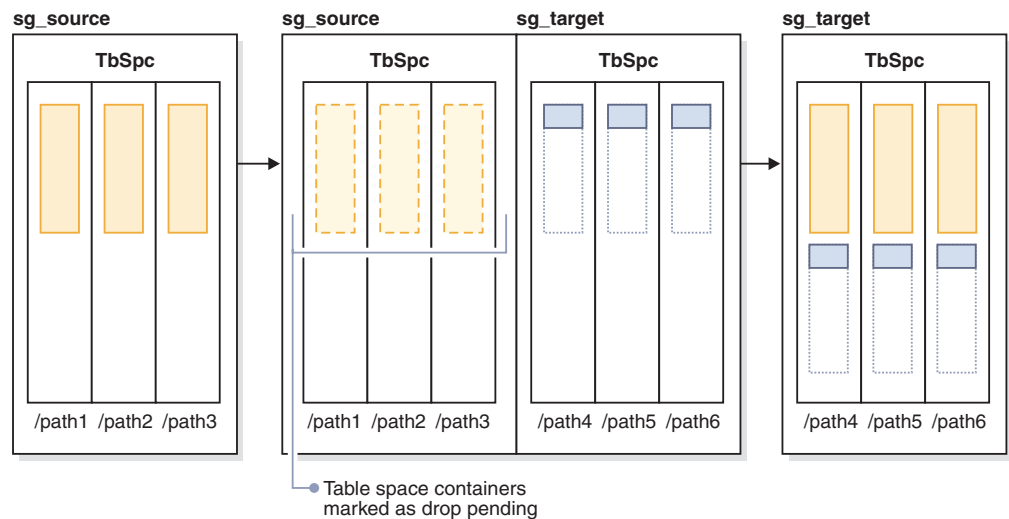 sg_source
sg_source
sg_target
sg_target
TbSpc
TbSpc
TbSpc
TbSpc
/path1 /path2 /path3
/path1 /path2 /path3
/path4 /path5 /path6
/path4 /path5 /path6
Table space containers
marked as drop pending